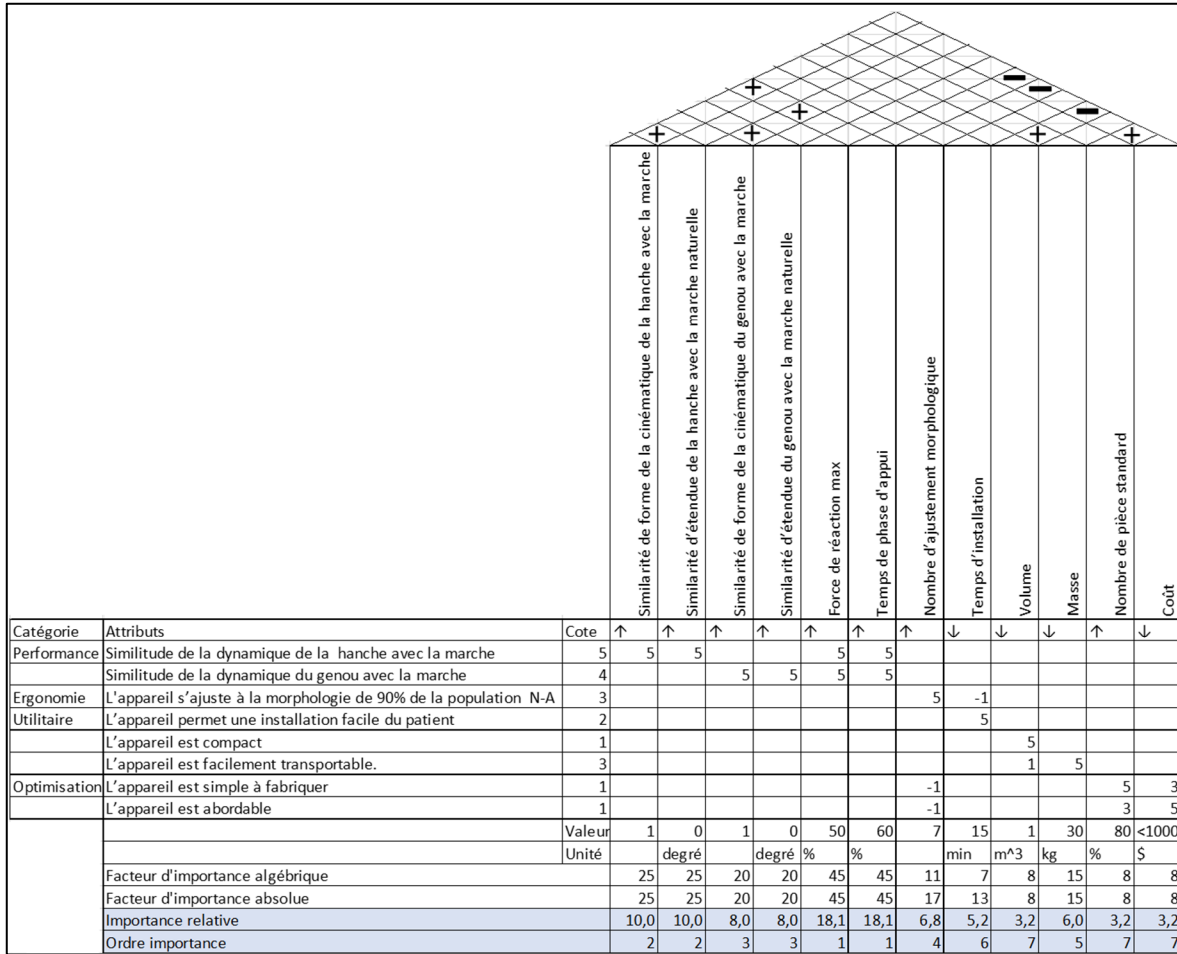 +
+
+ + + +
Similarité de forme de la cinématique de la hanche avec la marche
Similarité d'étendue de la hanche avec la marche naturelle
Similarité de forme de la cinématique du genou avec la marche
Similarité d'étendue du genou avec la marche naturelle
Force de réaction max
Temps de phase d'appui
Nombre d'ajustement morphologique
Temps d'installation
Volume
Masse
Nombre de pièce standard
Coût
Catégorie Attributs Cote ↑ ↑ ↑ ↑ ↑ ↑ ↑ ↓ ↓ ↓ ↑ ↓
Performance Similitude de la dynamique de la hanche avec la marche 5 5 5 5 5
Similitude de la dynamique du genou avec la marche 4 5 5 5 5
Ergonomie L'appareil s'ajuste à la morphologie de 90% de la population N-A 3 5 -1
Utilitaire L'appareil permet une installation facile du patient 2 5
L'appareil est compact 1 5
L'appareil est facilement transportable. 3 1 5
Optimisation L'appareil est simple à fabriquer 1 -1 5 3
L'appareil est abordable 1 -1 3 5
Valeur 1 0 1 0 50 60 7 15 1 30 80 <1000
Unité degré degré % % min m^3 kg % $
Facteur d'importance algébrique 25 25 20 20 45 45 11 7 8 15 8 8
Facteur d'importance absolue 25 25 20 20 45 45 17 13 8 15 8 8
Importance relative 10,0 10,0 8,0 8,0 18,1 18,1 6,8 5,2 3,2 6,0 3,2 3,2
Ordre importance 2 2 3 3 1 1 4 6 7 5 7 7